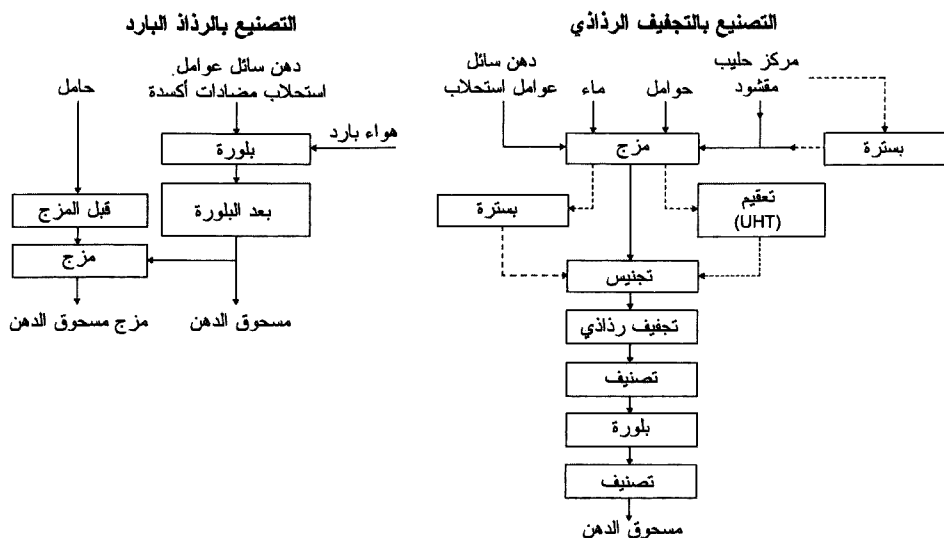 التصنيع بالتجفيف الرذاذي
مركز حليب
مقشود
حوامل
ماء
دهن سائل
عوامل استحلاب
بسترة
مزج
تعقيم
(UHT)
بسترة
تجنيس
تجفيف رذاذي
تصنيف
بلورة
تصنيف
مسحوق الدهن
التصنيع بالرذاذ البارد
دهن سائل عوامل
استحلاب مضادات أكسدة
حامل
هواء بارد
بلورة
بعد البلورة
قبل المزج
مزج
مسحوق الدهن
مزج مسحوق الدهن